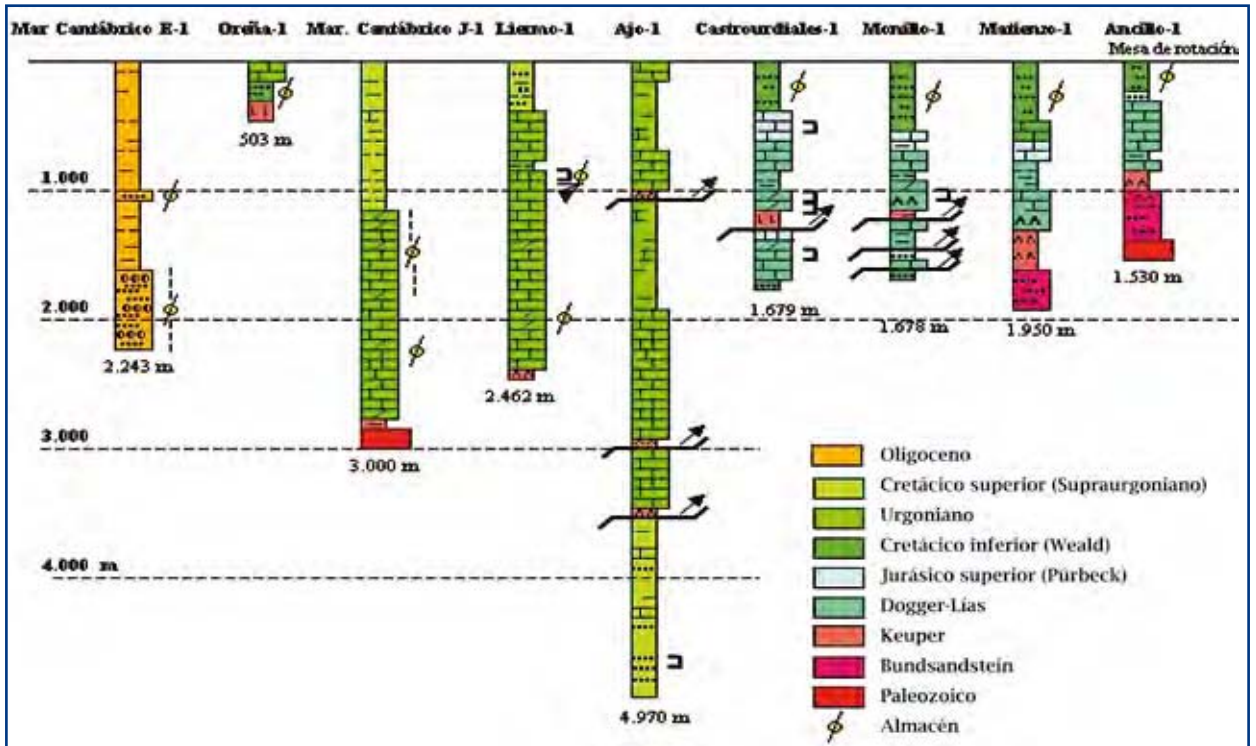 Mar Cantábrico E-1 Oreña-1 Mar. Cantábrico J-1 Liermo-1 Ajo-1 Castrourdiales-1 Monillo-1 Matienzo-1 Ancillo-1
Mesa de rotación
503 m
1.000
1.530 m
2.000
1.679 m
1.678 m
1.950 m
2.243 m
2.462 m
3.000
3.000 m
Oligoceno
Cretácico superior (Supraurgoniano)
Urgoniano
Cretácico inferior (Weald)
4.000 m
Jurásico superior (Pürbeck)
Dogger-Lías
Keuper
Bundsandsteín
Paleozoico
4.970 m
Almacén